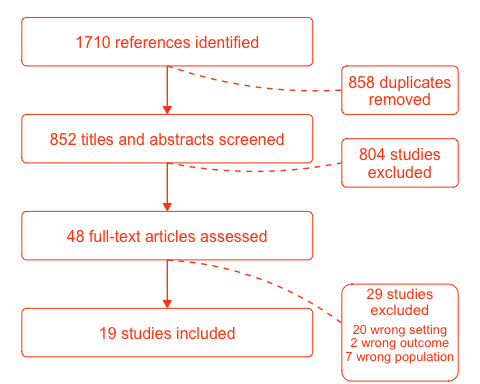 1710 references identified
858 duplicates
removed
852 titles and abstracts screened
804 studies
excluded
48 full-text articles assessed
29 studies
excluded
20 wrong setting
2 wrong outcome
7 wrong population
19 studies included